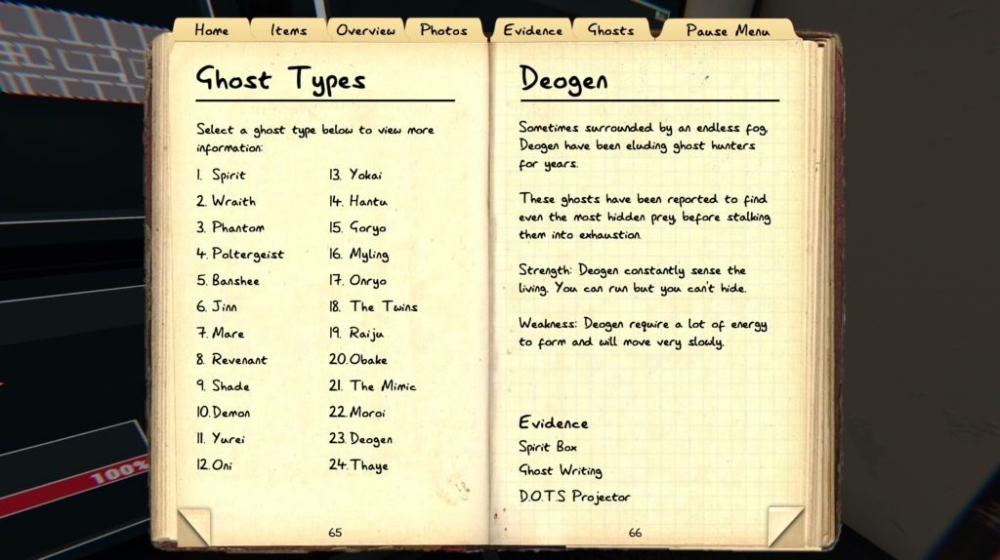 Home Items Overview Photos Evidence Ghosts Pause Menu
Ghost Types
Select a ghost type below to view more
information:
1. Spirit
2. Wraith
3. Phantom
4. Poltergeist
5. Banshee
6. Jinn
7. Mare
8. Revenant
9. Shade
10. Demon
11. Yurei
12. Oni
13. Yokai
14. Hantu
15. Goryo
16. Myling
17. Onryo
18. The Twins
19. Raiju
20. Obake
21. The Mimic
22. Moroi
23. Deogen
24. Thaye
65
Deogen
Sometimes surrounded by an endless fog,
Deogen have been eluding ghost hunters
for years.
These ghosts have been reported to find
even the most hidden prey, before stalking
them into exhaustion.
Strength: Deogen constantly sense the
living. You can run but you can't hide.
Weakness: Deogen require a lot of energy
to form and will move very slowly.
Evidence
Spirit Box
Ghost Writing
D.O.T.S Projector
66
100%